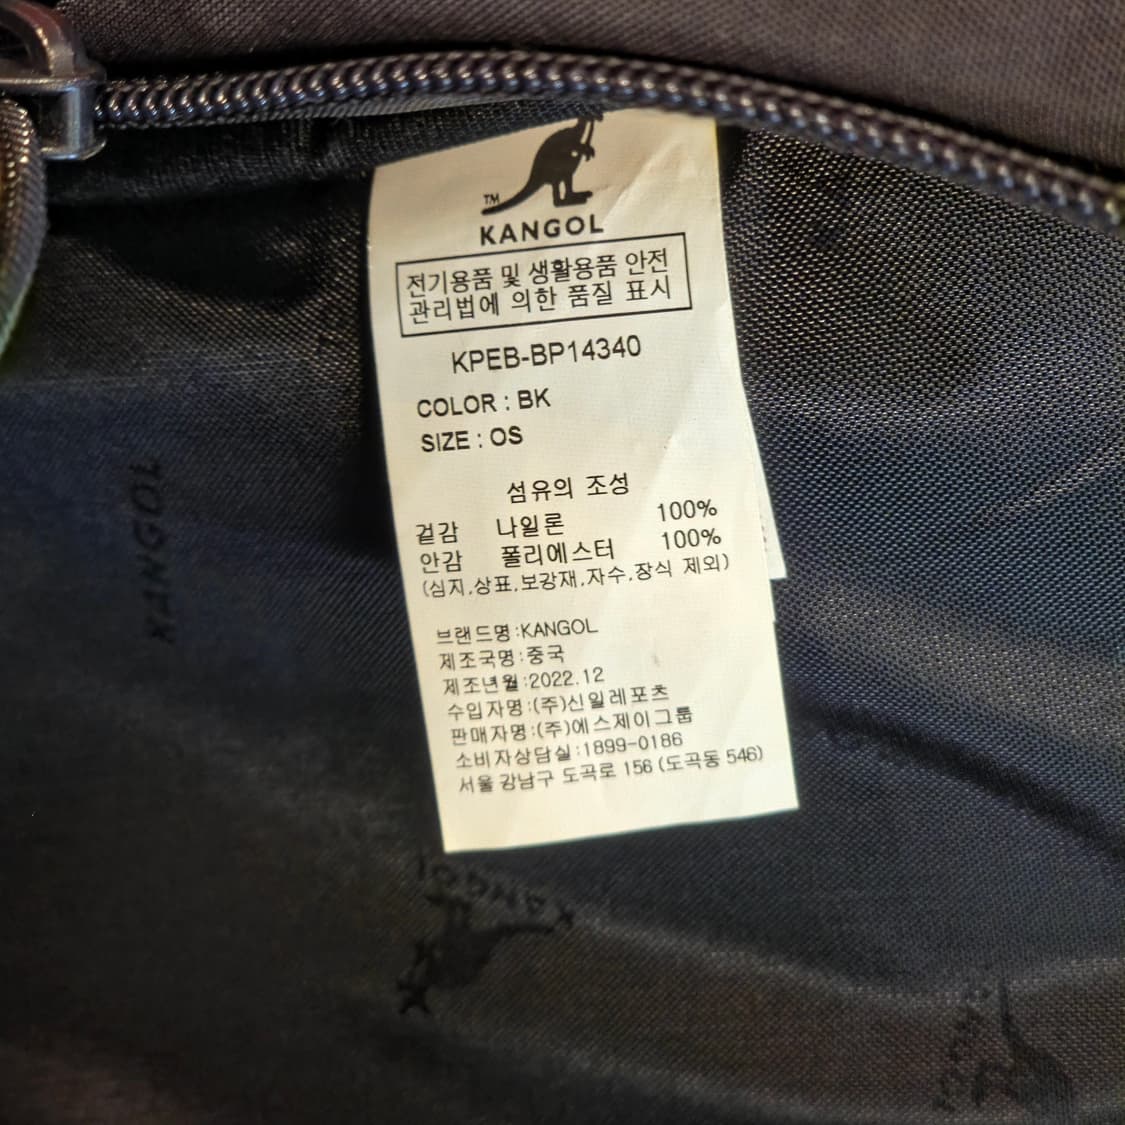 TM
KANGOL
전기용품 및 생활용품 안전
관리법에 의한 품질 표시
KPEB-BP14340
COLOR : BK
SIZE : OS
섬유의 조성
겉감 나일론 100%
안감 폴리에스터 100%
(심지,상표,보강재,자수,장식 제외)
브랜드명:KANGOL
제조국명:중국
제조년월:2022.12
수입자명:(주)신일레포츠
판매자명:(주)에스제이그룹
소비자상담실:1899-0186
서울 강남구 도곡로 156 (도곡동 546)
KANGOL
KANGOL